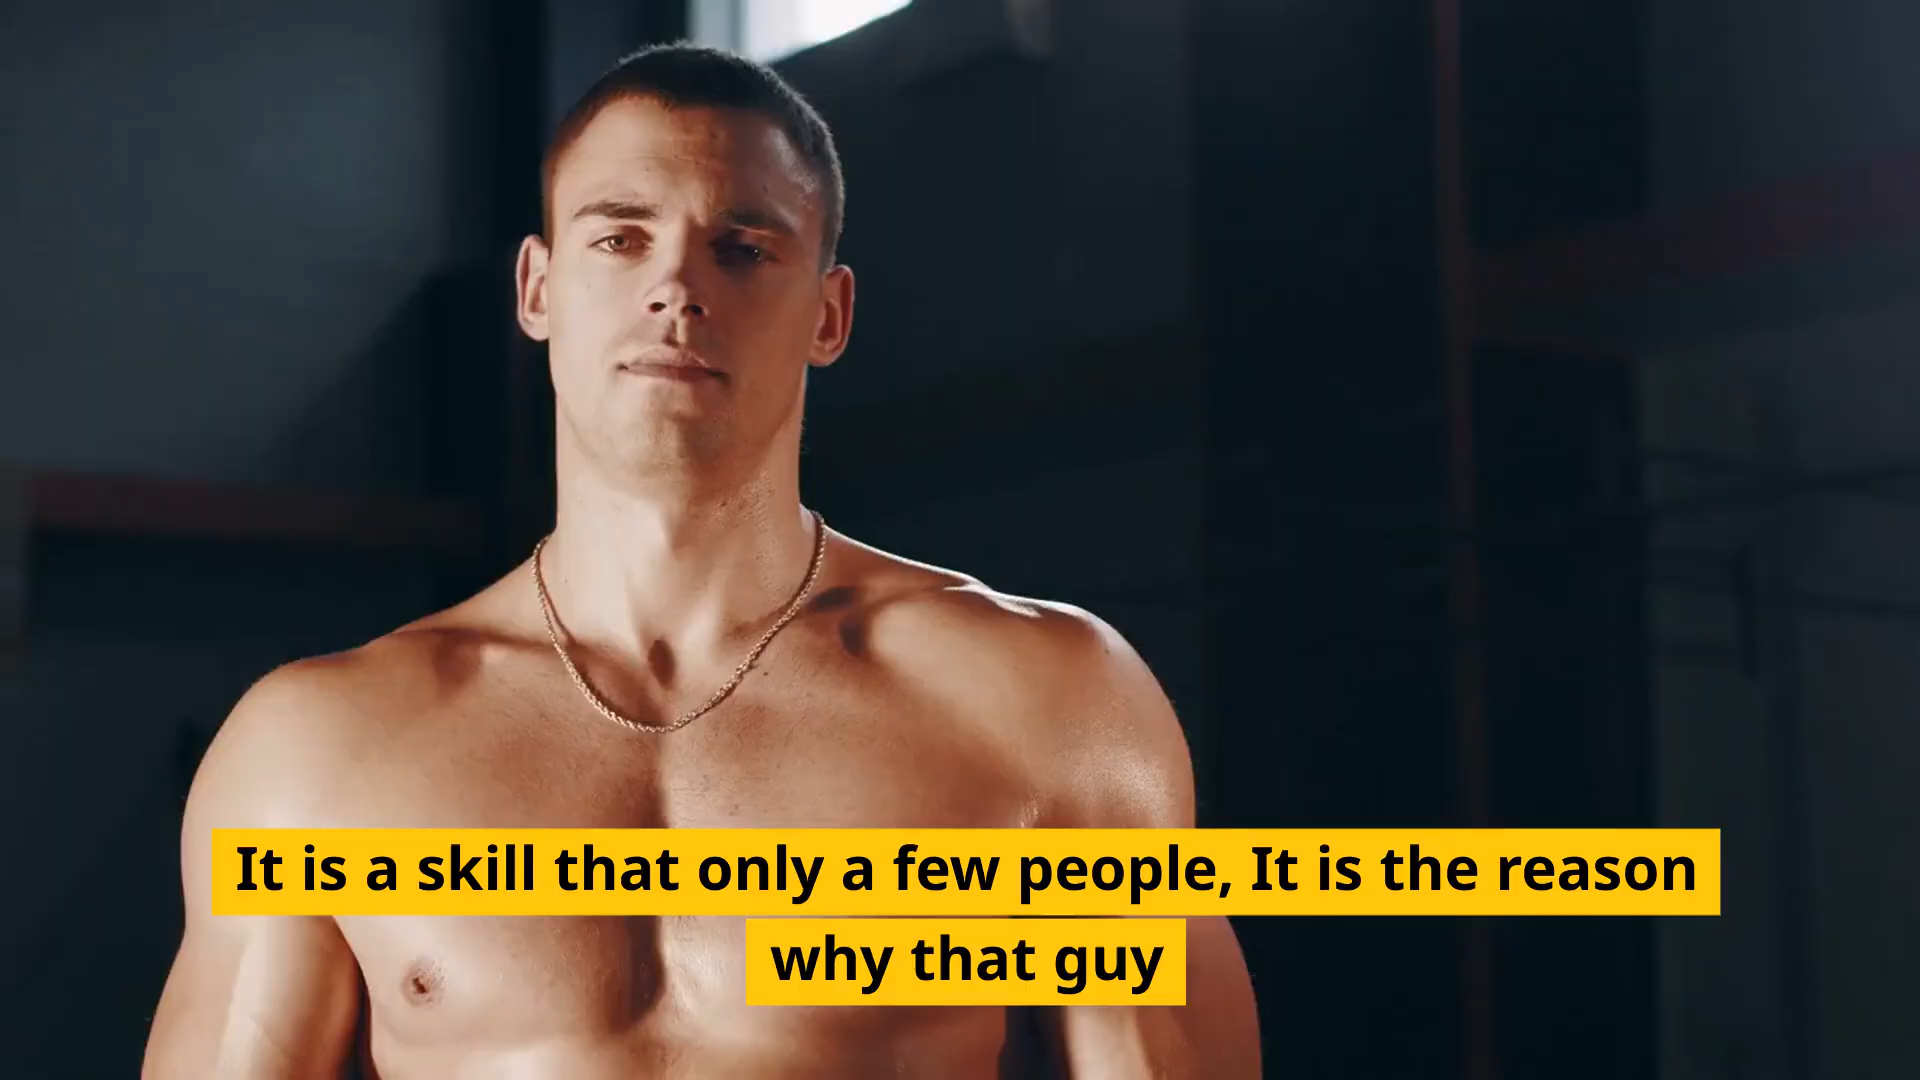 It is a skill that only a few people, It is the reason
why that guy